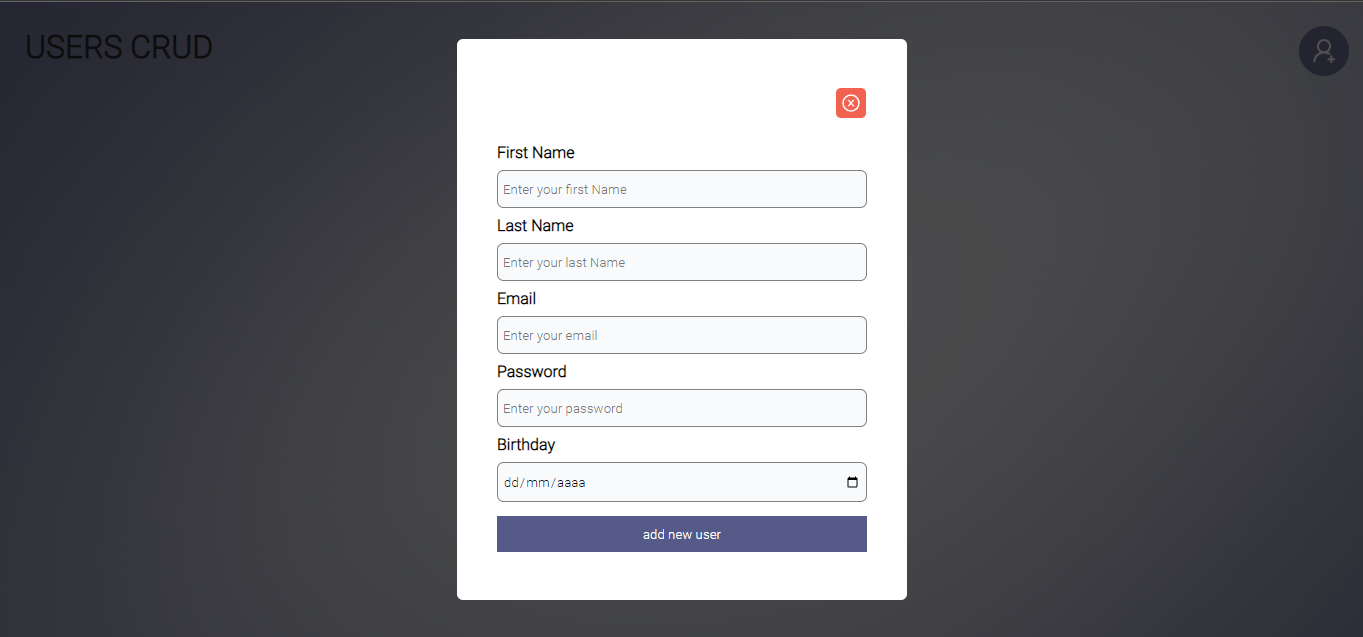 USERS CRUD
First Name
Enter your first Name
Last Name
Enter your last Name
Email
Enter your email
Password
Enter your password
Birthday
dd/mm/aaaa
add new user